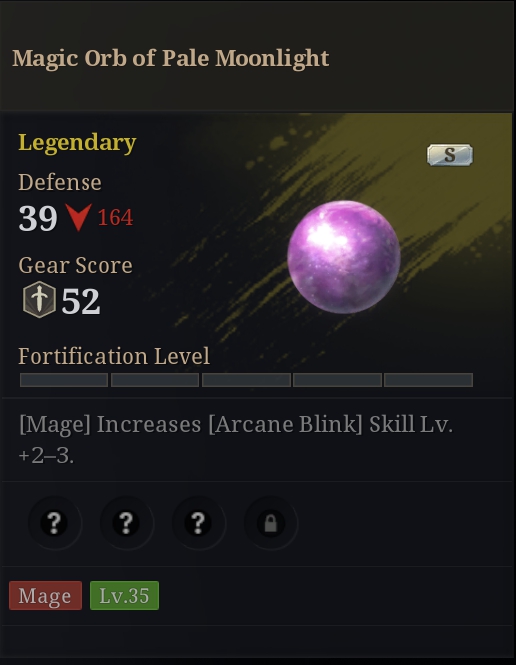 Magic Orb of Pale Moonlight
Legendary
S
Defense
39 164
Gear Score
52
Fortification Level
[Mage] Increases [Arcane Blink] Skill Lv.
+2–3.
? ? ?
Mage Lv.35